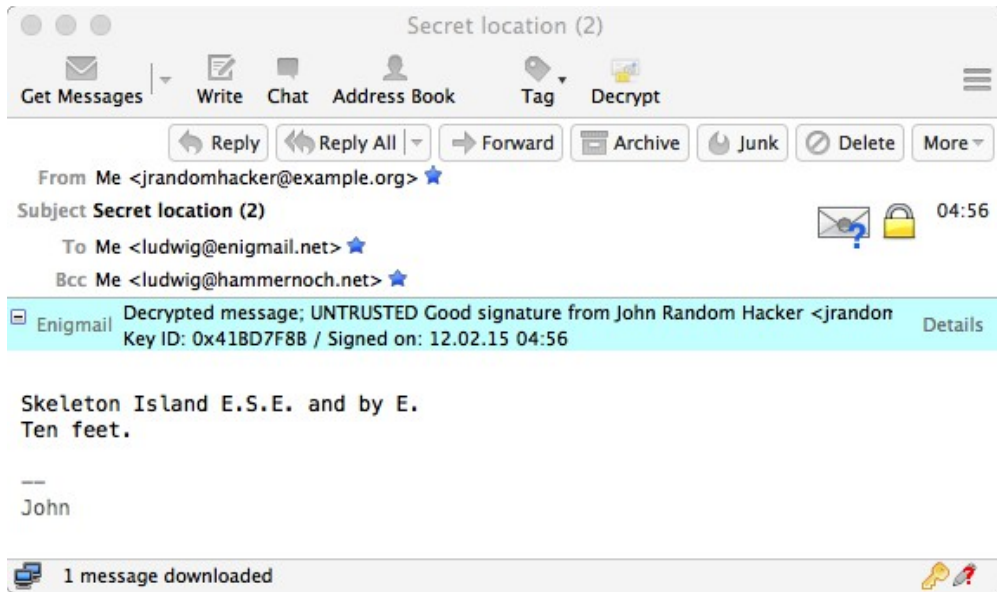 Secret location (2)
Get Messages Write Chat Address Book Tag Decrypt
Reply Reply All Forward Archive Junk Delete More
From Me <jrandomhacker@example.org>
Subject Secret location (2) 04:56
To Me <ludwig@enigmail.net>
Bcc Me <ludwig@hammernoch.net>
Enigmail Decrypted message; UNTRUSTED Good signature from John Random Hacker <jrandon Details
Key ID: 0x41BD7F8B / Signed on: 12.02.15 04:56
Skeleton Island E.S.E. and by E.
Ten feet.
--
John
1 message downloaded